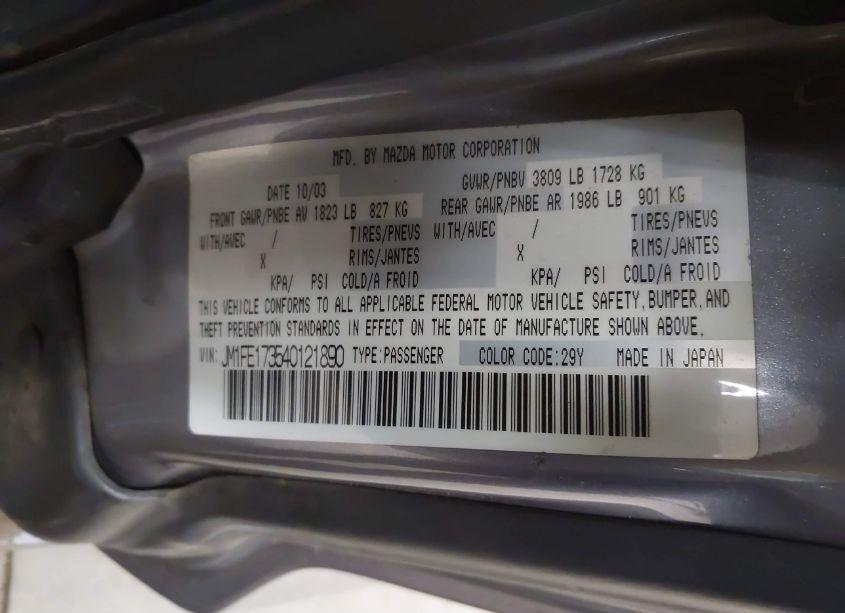 MFD. BY MAZDA MOTOR CORPORATION
DATE 10/03 GVWR/PNBV 3809 LB 1728 KG
FRONT GAWR/PNBE AV 1823 LB 827 KG REAR GAWR/PNBE AR 1986 LB 901 KG
WITH/AVEC / TIRES/PNEVS WITH/AVEC / TIRES/PNEVS
X RIMS/JANTES X RIMS/JANTES
KPA/ PSI COLD/A FROID KPA/ PSI COLD/A FROID
THIS VEHICLE CONFORMS TO ALL APPLICABLE FEDERAL MOTOR VEHICLE SAFETY, BUMPER, AND
THEFT PREVENTION STANDARDS IN EFFECT ON THE DATE OF MANUFACTURE SHOWN ABOVE.
VIN: JM1FE173540121890 TYPE:PASSENGER COLOR CODE:29Y MADE IN JAPAN